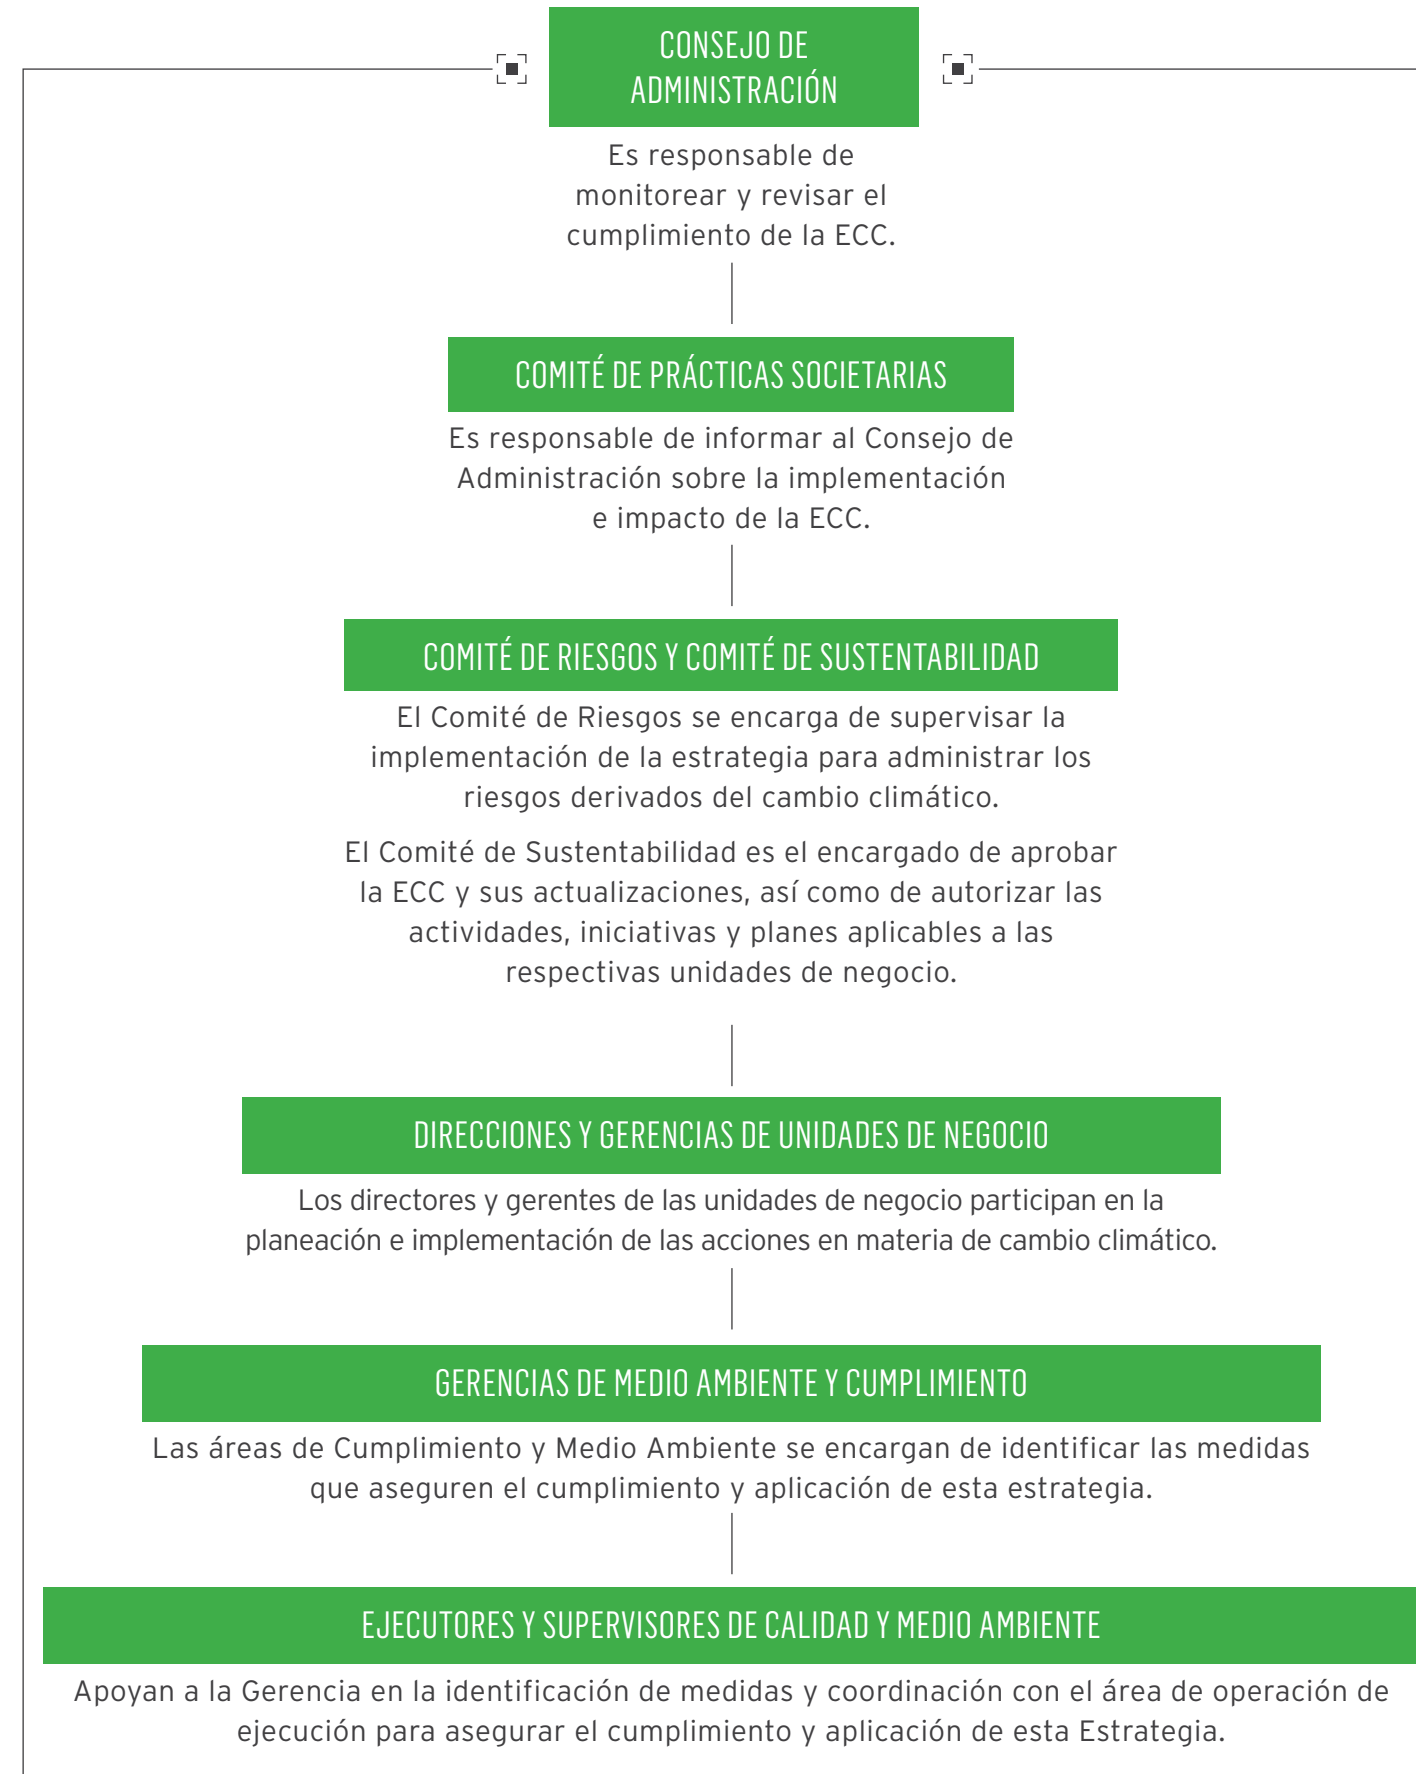 CONSEJO DE
ADMINISTRACIÓN
Es responsable de
monitorear y revisar el
cumplimiento de la ECC.
COMITÉ DE PRÁCTICAS SOCIETARIAS
Es responsable de informar al Consejo de
Administración sobre la implementación
e impacto de la ECC.
COMITÉ DE RIESGOS Y COMITÉ DE SUSTENTABILIDAD
El Comité de Riesgos se encarga de supervisar la
implementación de la estrategia para administrar los
riesgos derivados del cambio climático.
El Comité de Sustentabilidad es el encargado de aprobar
la ECC y sus actualizaciones, así como de autorizar las
actividades, iniciativas y planes aplicables a las
respectivas unidades de negocio.
DIRECCIONES Y GERENCIAS DE UNIDADES DE NEGOCIO
Los directores y gerentes de las unidades de negocio participan en la
planeación e implementación de las acciones en materia de cambio climático.
GERENCIAS DE MEDIO AMBIENTE Y CUMPLIMIENTO
Las áreas de Cumplimiento y Medio Ambiente se encargan de identificar las medidas
que aseguren el cumplimiento y aplicación de esta estrategia.
EJECUTORES Y SUPERVISORES DE CALIDAD Y MEDIO AMBIENTE
Apoyan a la Gerencia en la identificación de medidas y coordinación con el área de operación de
ejecución para asegurar el cumplimiento y aplicación de esta Estrategia.